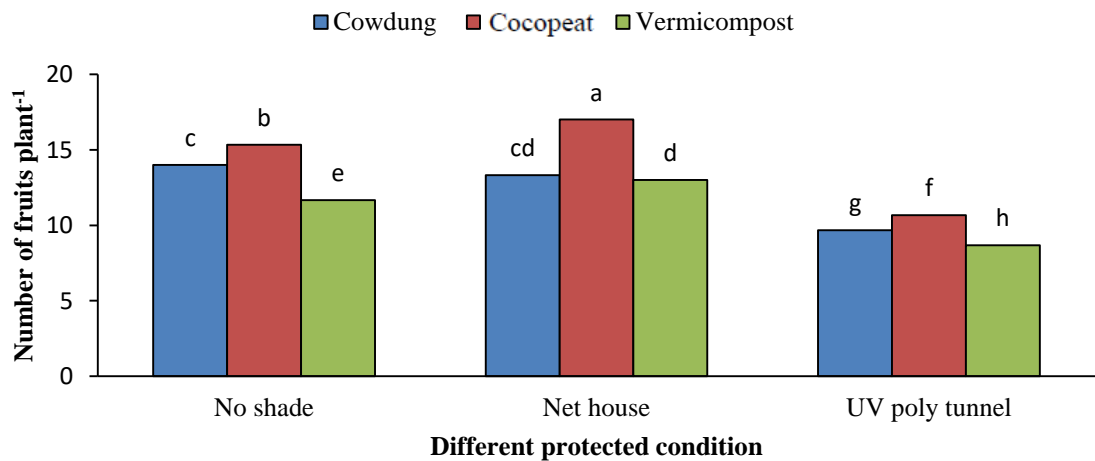 Cowdung Cocopeat Vermicompost
Number of fruits plant-1
20
15
10
5
0
c
b
e
cd
a
d
g
f
h
No shade
Net house
UV poly tunnel
Different protected condition